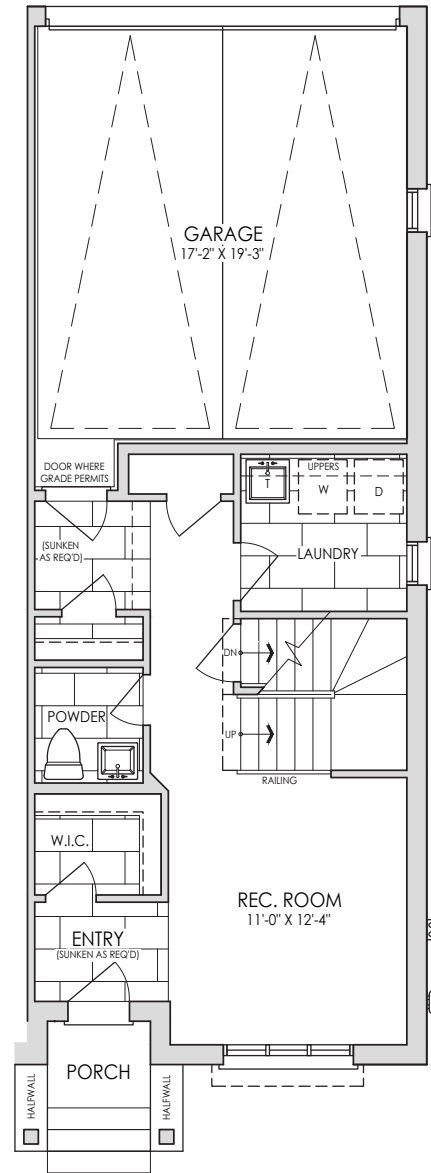 GARAGE
17'-2" X 19'-3"
DOOR WHERE
GRADE PERMITS
UPPERS
T
W
D
(SUNKEN
AS REQ'D)
LAUNDRY
DN
POWDER
UP
RAILING
W.I.C.
REC. ROOM
11'-0" X 12'-4"
ENTRY
(SUNKEN AS REQ'D)
PORCH
HALFWALL
HALFWALL